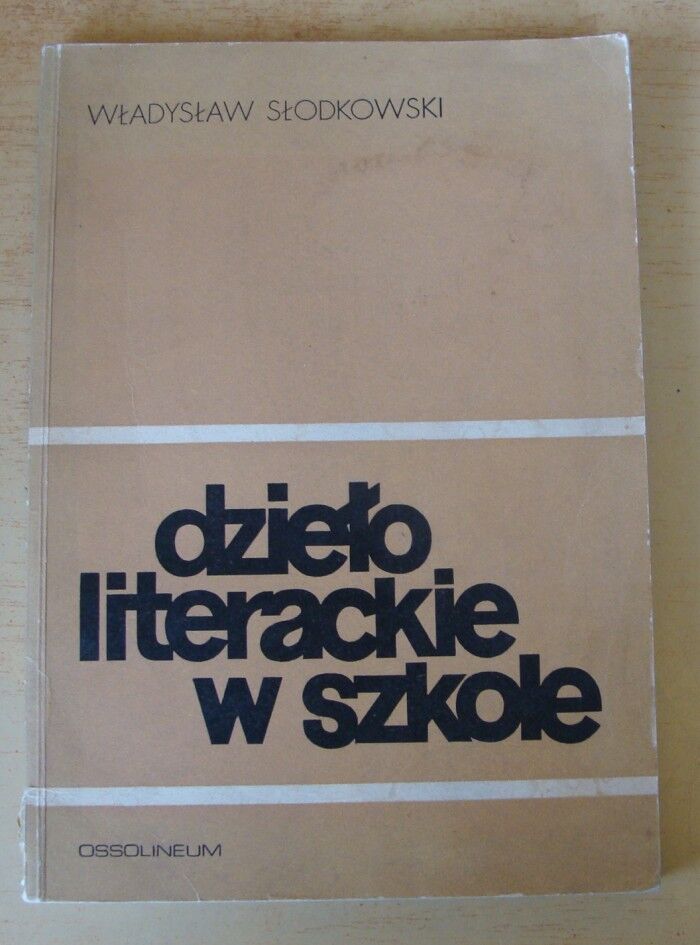 WŁADYSŁAW SŁODKOWSKI
dzieło
literackie
w szkole
OSSOLINEUM